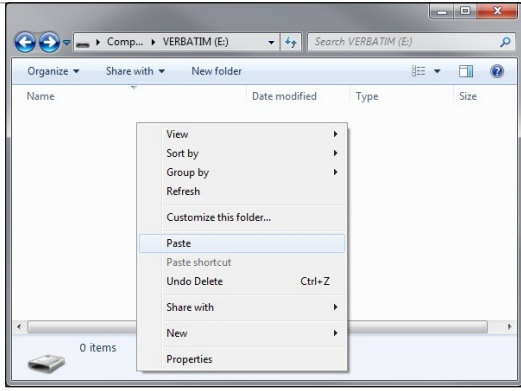 Comp... VERBATIM (E:) Search VERBATIM (E:)
Organize Share with New folder
Name Date modified Type Size
View
Sort by
Group by
Refresh
Customize this folder...
Paste
Paste shortcut
Undo Delete Ctrl+Z
Share with
New
Properties
0 items